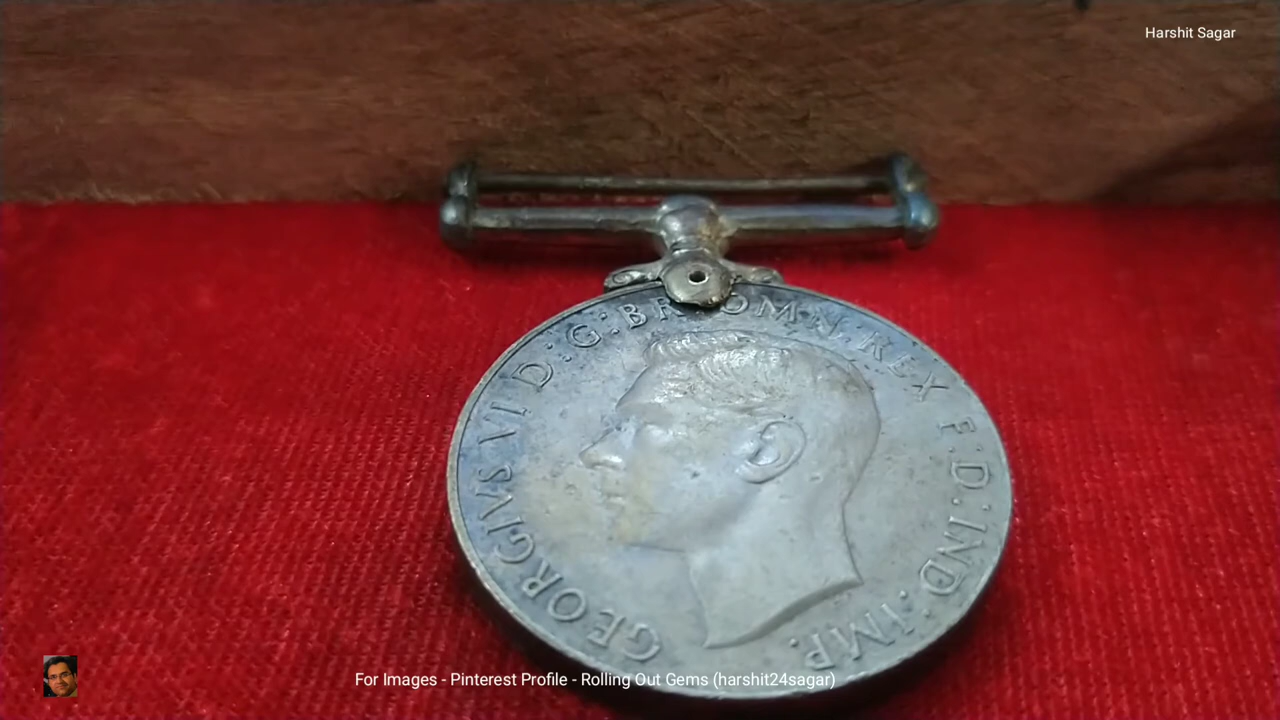 Harshit Sagar
GEORGIVS VI D:G:BR OMN:REX F.D:IND:IMP.
For Images - Pinterest Profile - Rolling Out Gems (harshit24sagar)